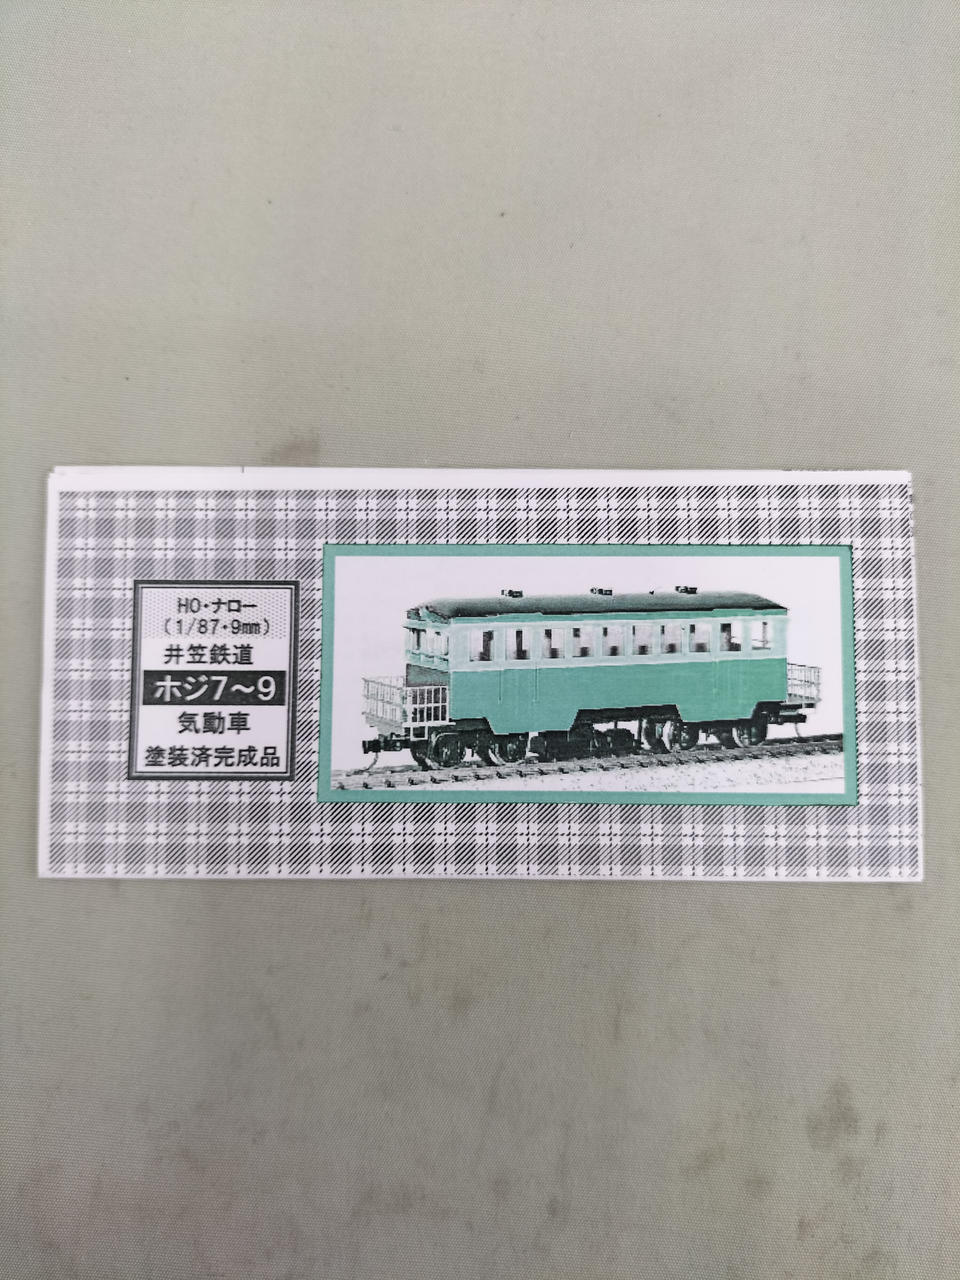 HO・ナロー
（1/87・9㎜）
井笠鉄道
ホジ7～9
気動車
塗装済完成品